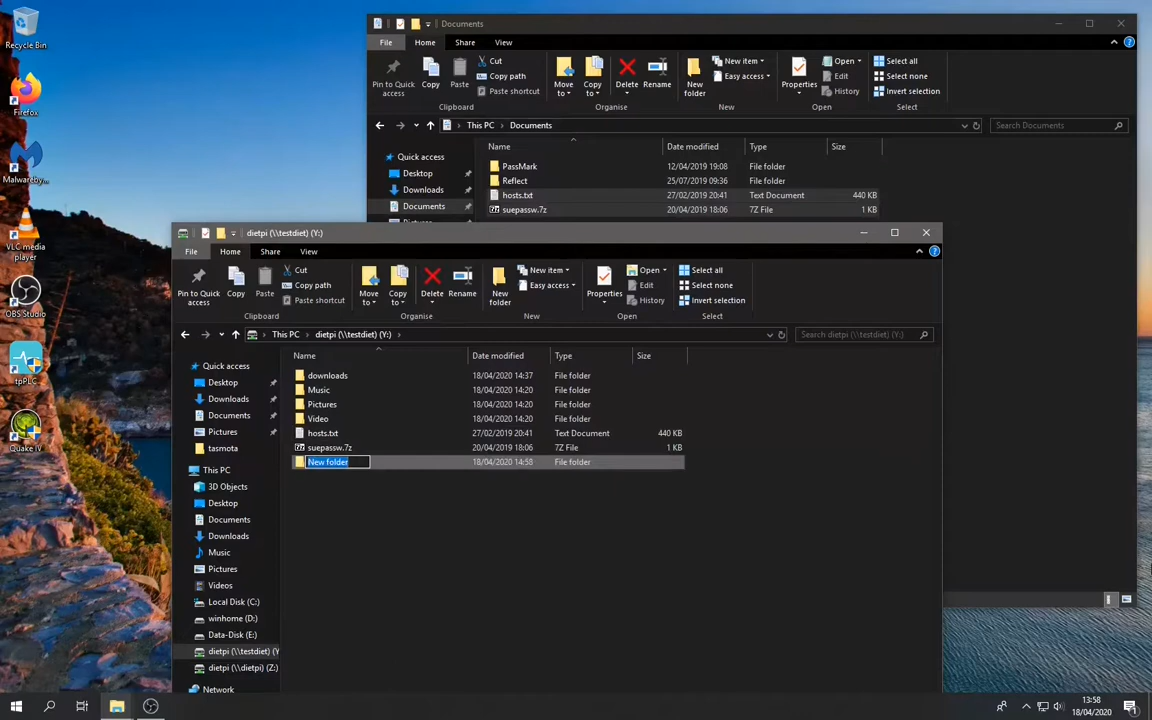 Recycle Bin
Firefox
Malwareby...
VLC media
player
OBS Studio
tpPLC
Quake IV
Documents
File
Home
Share
View
Pin to Quick
access
Copy
Paste
Cut
Copy path
Paste shortcut
Clipboard
Move
to
Copy
to
Delete
Rename
Organise
New
folder
New item
Easy access
New
Properties
Open
Edit
History
Open
Select all
Select none
Invert selection
Select
This PC
Documents
Search Documents
Name
Date modified
Type
Size
Quick access
Desktop
Downloads
Documents
PassMark 12/04/2019 19:08 File folder
Reflect 25/07/2019 09:36 File folder
hosts.txt 27/02/2019 20:41 Text Document 440 KB
suepassw.7z 20/04/2019 18:06 7Z File 1 KB
dietpi (\\testdiet) (Y:)
File
Home
Share
View
Pin to Quick
access
Copy
Paste
Cut
Copy path
Paste shortcut
Clipboard
Move
to
Copy
to
Delete
Rename
Organise
New
folder
New item
Easy access
New
Properties
Open
Edit
History
Open
Select all
Select none
Invert selection
Select
This PC
dietpi (\\testdiet) (Y:)
Search dietpi (\\testdiet) (Y:)
Name
Date modified
Type
Size
Quick access
Desktop
Downloads
Documents
Pictures
tasmota
This PC
3D Objects
Desktop
Documents
Downloads
Music
Pictures
Videos
Local Disk (C:)
winhome (D:)
Data-Disk (E:)
dietpi (\\testdiet) (Y
dietpi (\\dietpi) (Z:)
Network
downloads 18/04/2020 14:37 File folder
Music 18/04/2020 14:20 File folder
Pictures 18/04/2020 14:20 File folder
Video 18/04/2020 14:20 File folder
hosts.txt 27/02/2019 20:41 Text Document 440 KB
suepassw.7z 20/04/2019 18:06 7Z File 1 KB
New folder 18/04/2020 14:58 File folder
13:58
18/04/2020